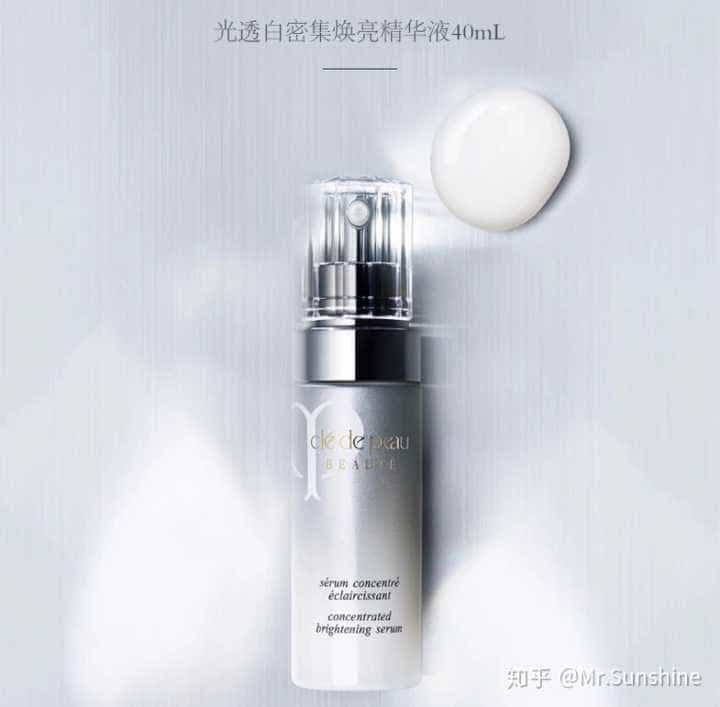 光透白密集焕亮精华液40mL
clé de peau
BEAUTÉ
sérum concentré
éclaircissant
concentrated
brightening serum
知乎 @Mr.Sunshine